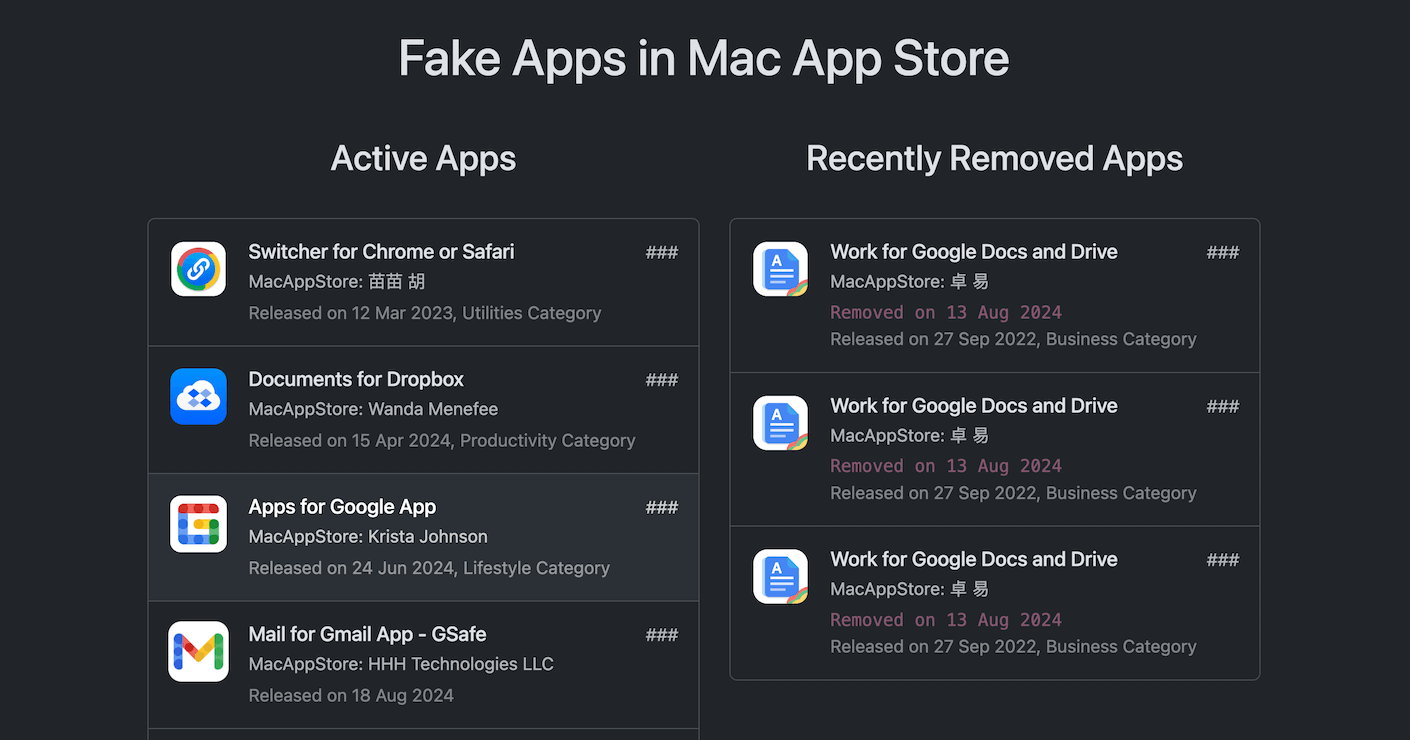 Fake Apps in Mac App Store
Active Apps
Switcher for Chrome or Safari
###
MacAppStore: 苗苗 胡
Released on 12 Mar 2023, Utilities Category
Documents for Dropbox
###
MacAppStore: Wanda Menefee
Released on 15 Apr 2024, Productivity Category
Apps for Google App
###
MacAppStore: Krista Johnson
Released on 24 Jun 2024, Lifestyle Category
Mail for Gmail App - GSafe
###
MacAppStore: HHH Technologies LLC
Released on 18 Aug 2024
Recently Removed Apps
A
Work for Google Docs and Drive
###
MacAppStore: 卓 易
Removed on 13 Aug 2024
Released on 27 Sep 2022, Business Category
A
Work for Google Docs and Drive
###
MacAppStore: 卓 易
Removed on 13 Aug 2024
Released on 27 Sep 2022, Business Category
A
Work for Google Docs and Drive
###
MacAppStore: 卓 易
Removed on 13 Aug 2024
Released on 27 Sep 2022, Business Category